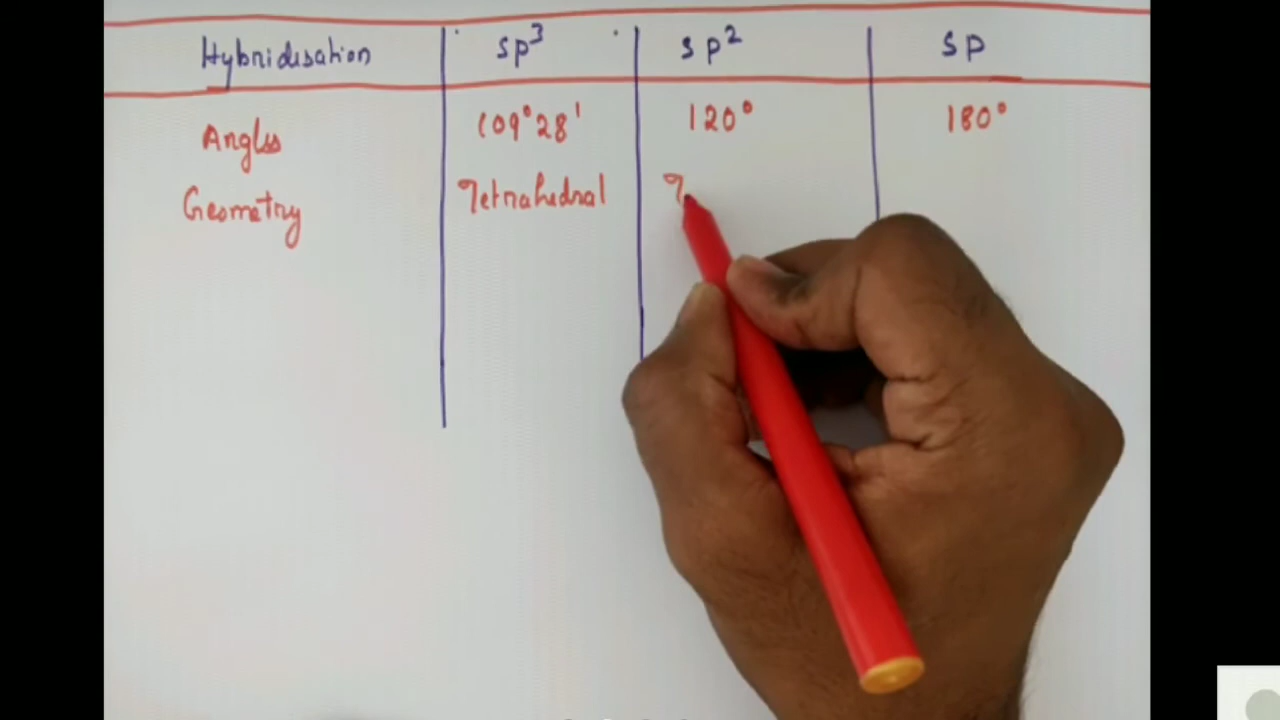 Hybridisation sp³ sp² sp
Angles 109°28' 120° 180°
Geometry Tetrahedral T